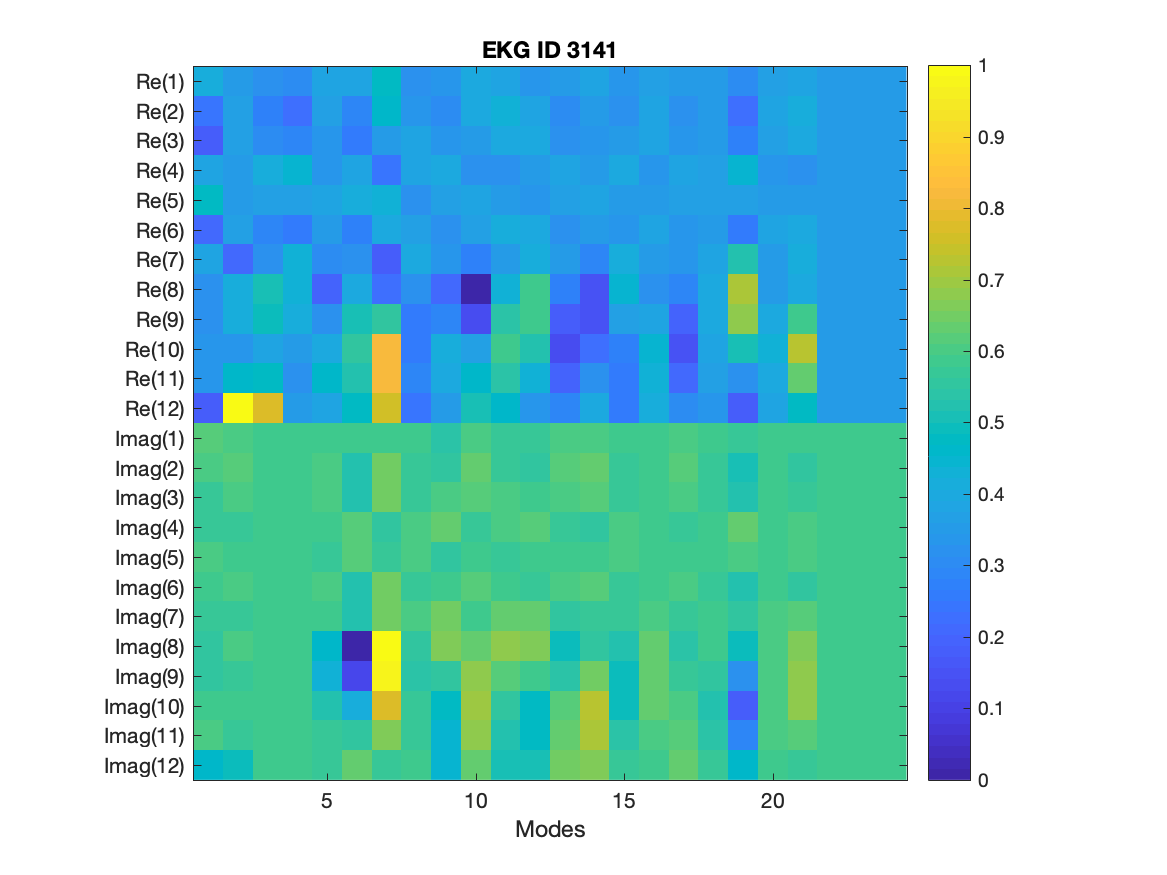 EKG ID 3141
Re(1)
Re(2)
Re(3)
Re(4)
Re(5)
Re(6)
Re(7)
Re(8)
Re(9)
Re(10)
Re(11)
Re(12)
Imag(1)
Imag(2)
Imag(3)
Imag(4)
Imag(5)
Imag(6)
Imag(7)
Imag(8)
Imag(9)
Imag(10)
Imag(11)
Imag(12)
5 10 15 20
Modes
1
0.9
0.8
0.7
0.6
0.5
0.4
0.3
0.2
0.1
0